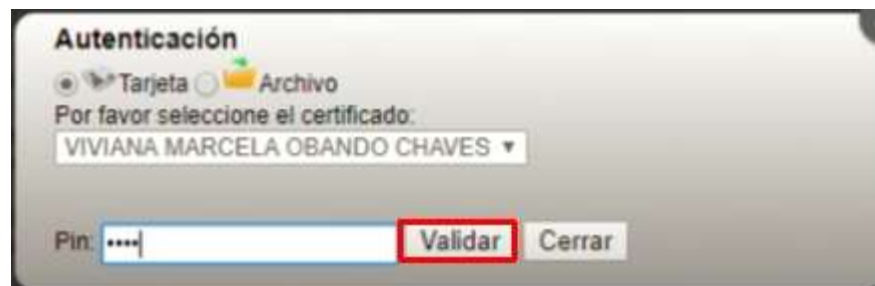 Autenticación
Tarjeta Archivo
Por favor seleccione el certificado:
VIVIANA MARCELA OBANDO CHAVES
Pin: •••• Validar Cerrar